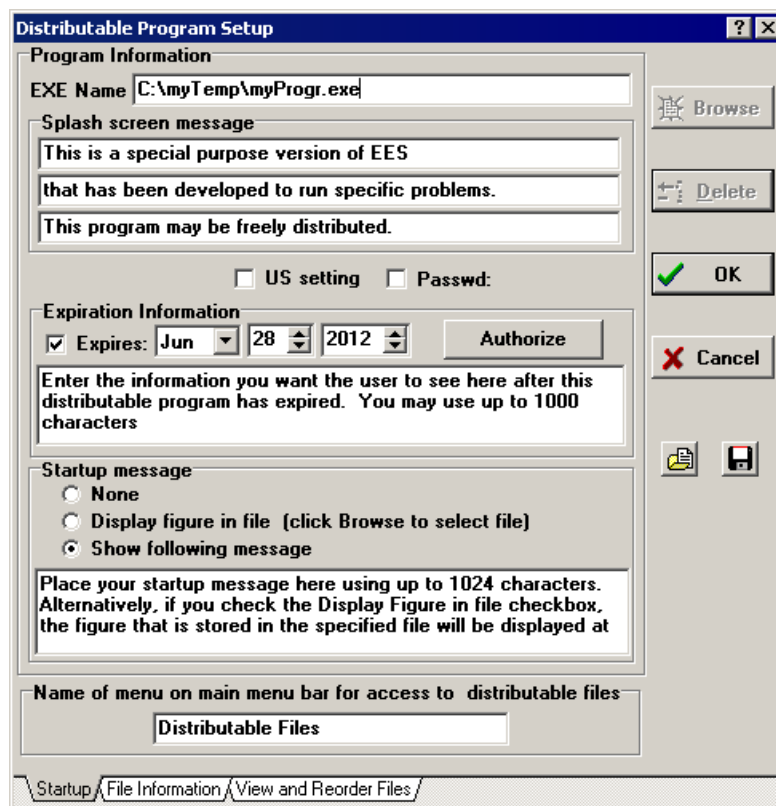 Distributable Program Setup
Program Information
EXE Name C:\myTemp\myProgr.exe
Browse
Splash screen message
This is a special purpose version of EES
that has been developed to run specific problems.
This program may be freely distributed.
Delete
US setting Passwd:
OK
Expiration Information
Expires: Jun 28 2012 Authorize
Cancel
Enter the information you want the user to see here after this
distributable program has expired. You may use up to 1000
characters
Startup message
None
Display figure in file (click Browse to select file)
Show following message
Place your startup message here using up to 1024 characters.
Alternatively, if you check the Display Figure in file checkbox,
the figure that is stored in the specified file will be displayed at
Name of menu on main menu bar for access to distributable files
Distributable Files
Startup File Information View and Reorder Files